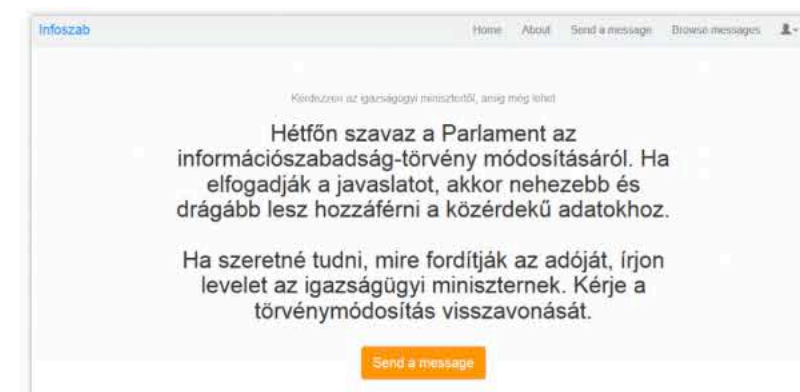 Infoszab
Home About Send a message Browse messages
Kérdezzen az igazságügyi minisztertől, amíg még lehet
Hétfőn szavaz a Parlament az
információszabadság-törvény módosításáról. Ha
elfogadják a javaslatot, akkor nehezebb és
drágább lesz hozzáférni a közérdekű adatokhoz.
Ha szeretné tudni, mire fordítják az adóját, írjon
levelet az igazságügyi miniszternek. Kérje a
törvénymódosítás visszavonását.
Send a message